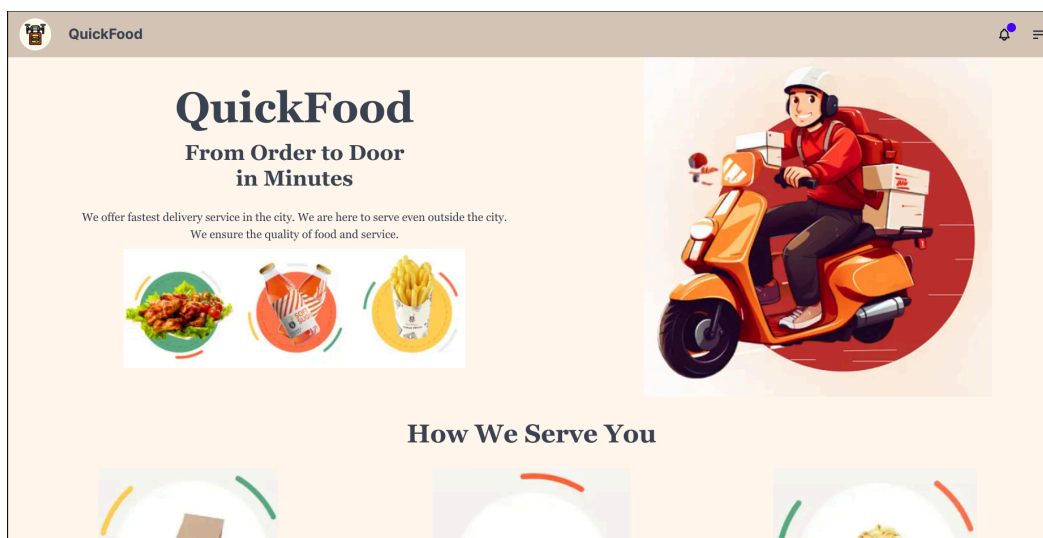 QuickFood
QuickFood
From Order to Door
in Minutes
We offer fastest delivery service in the city. We are here to serve even outside the city.
We ensure the quality of food and service.
How We Serve You